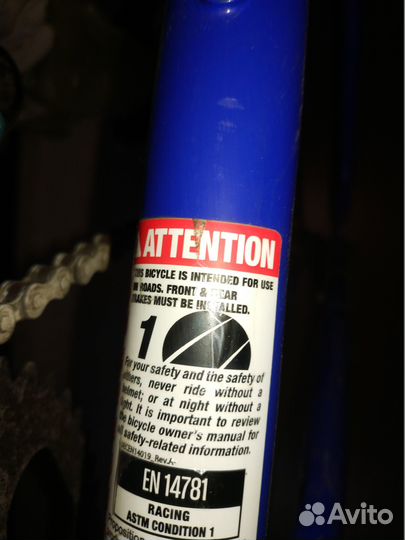 ATTENTION
THIS BICYCLE IS INTENDED FOR USE
ON ROADS. FRONT & REAR
BRAKES MUST BE INSTALLED.
1
For your safety and the safety of
others, never ride without a
helmet; or at night without a
light. It is important to review
the bicycle owner's manual for
all safety-related information.
Rev.A
EN 14781
RACING
ASTM CONDITION 1
Proposition
Avito